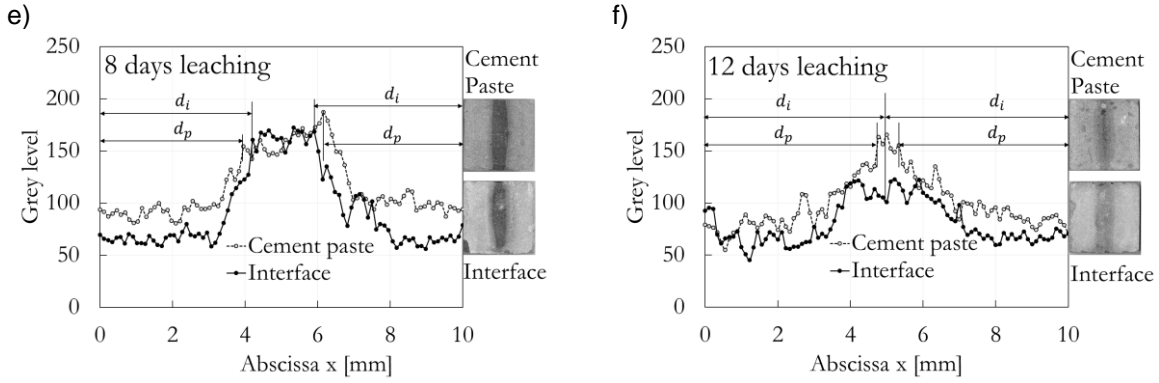 e)
250
200
150
100
50
0
Grey level
8 days leaching
d_i
d_i
d_p
d_p
Cement paste
Interface
0 2 4 6 8 10
Abscissa x [mm]
Cement
Paste
Interface
f)
250
200
150
100
50
0
Grey level
12 days leaching
d_i
d_i
d_p
d_p
Cement paste
Interface
0 2 4 6 8 10
Abscissa x [mm]
Cement
Paste
Interface